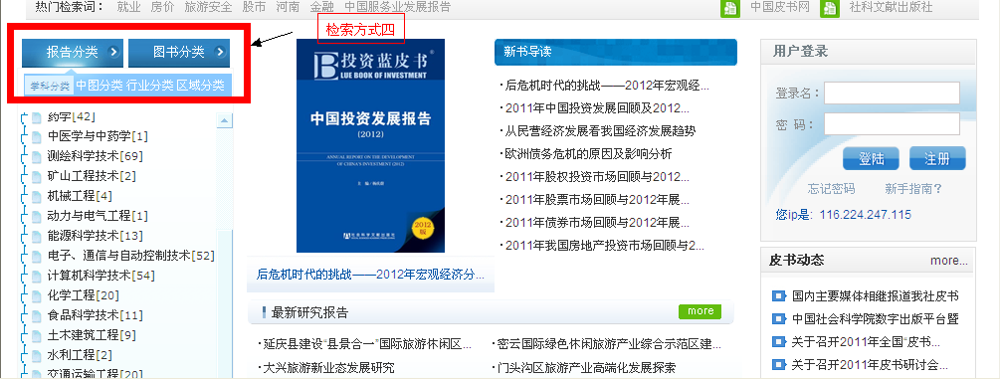 热门检索词： 就业 房价 旅游安全 股市 河南 金融 中国服务业发展报告
中国皮书网 社科文献出版社
检索方式四
报告分类 图书分类
学科分类 中图分类 行业分类 区域分类
药学[42]
中医学与中药学[1]
测绘科学技术[69]
矿山工程技术[2]
机械工程[4]
动力与电气工程[1]
能源科学技术[13]
电子、通信与自动控制技术[52]
计算机科学技术[54]
化学工程[20]
食品科学技术[11]
土木建筑工程[9]
水利工程[2]
交通运输工程[20]
投资蓝皮书
BLUE BOOK OF INVESTMENT
中国投资发展报告
(2012)
ANNUAL REPORT ON THE DEVELOPMENT
OF CHINA'S INVESTMENT (2012)
2012版
社会科学文献出版社
后危机时代的挑战——2012年宏观经济分...
新书导读
·后危机时代的挑战——2012年宏观经...
·2011年中国投资发展回顾及2012...
·从民营经济发展看我国经济发展趋势
·欧洲债务危机的原因及影响分析
·2011年股权投资市场回顾与2012...
·2011年股票市场回顾与2012年展...
·2011年债券市场回顾与2012年展...
·2011年我国房地产投资市场回顾与2...
最新研究报告 more
·延庆县建设“县景合一”国际旅游休闲区...
·大兴旅游新业态发展研究
·密云国际绿色休闲旅游产业综合示范区建...
·门头沟区旅游产业高端化发展探索
用户登录
登录名：
密 码：
登陆 注册
忘记密码 新手指南？
您ip是: 116.224.247.115
皮书动态 more...
国内主要媒体相继报道我社皮书
中国社会科学院数字出版平台暨
关于召开2011年全国“皮书...
关于召开2011年皮书研讨会...